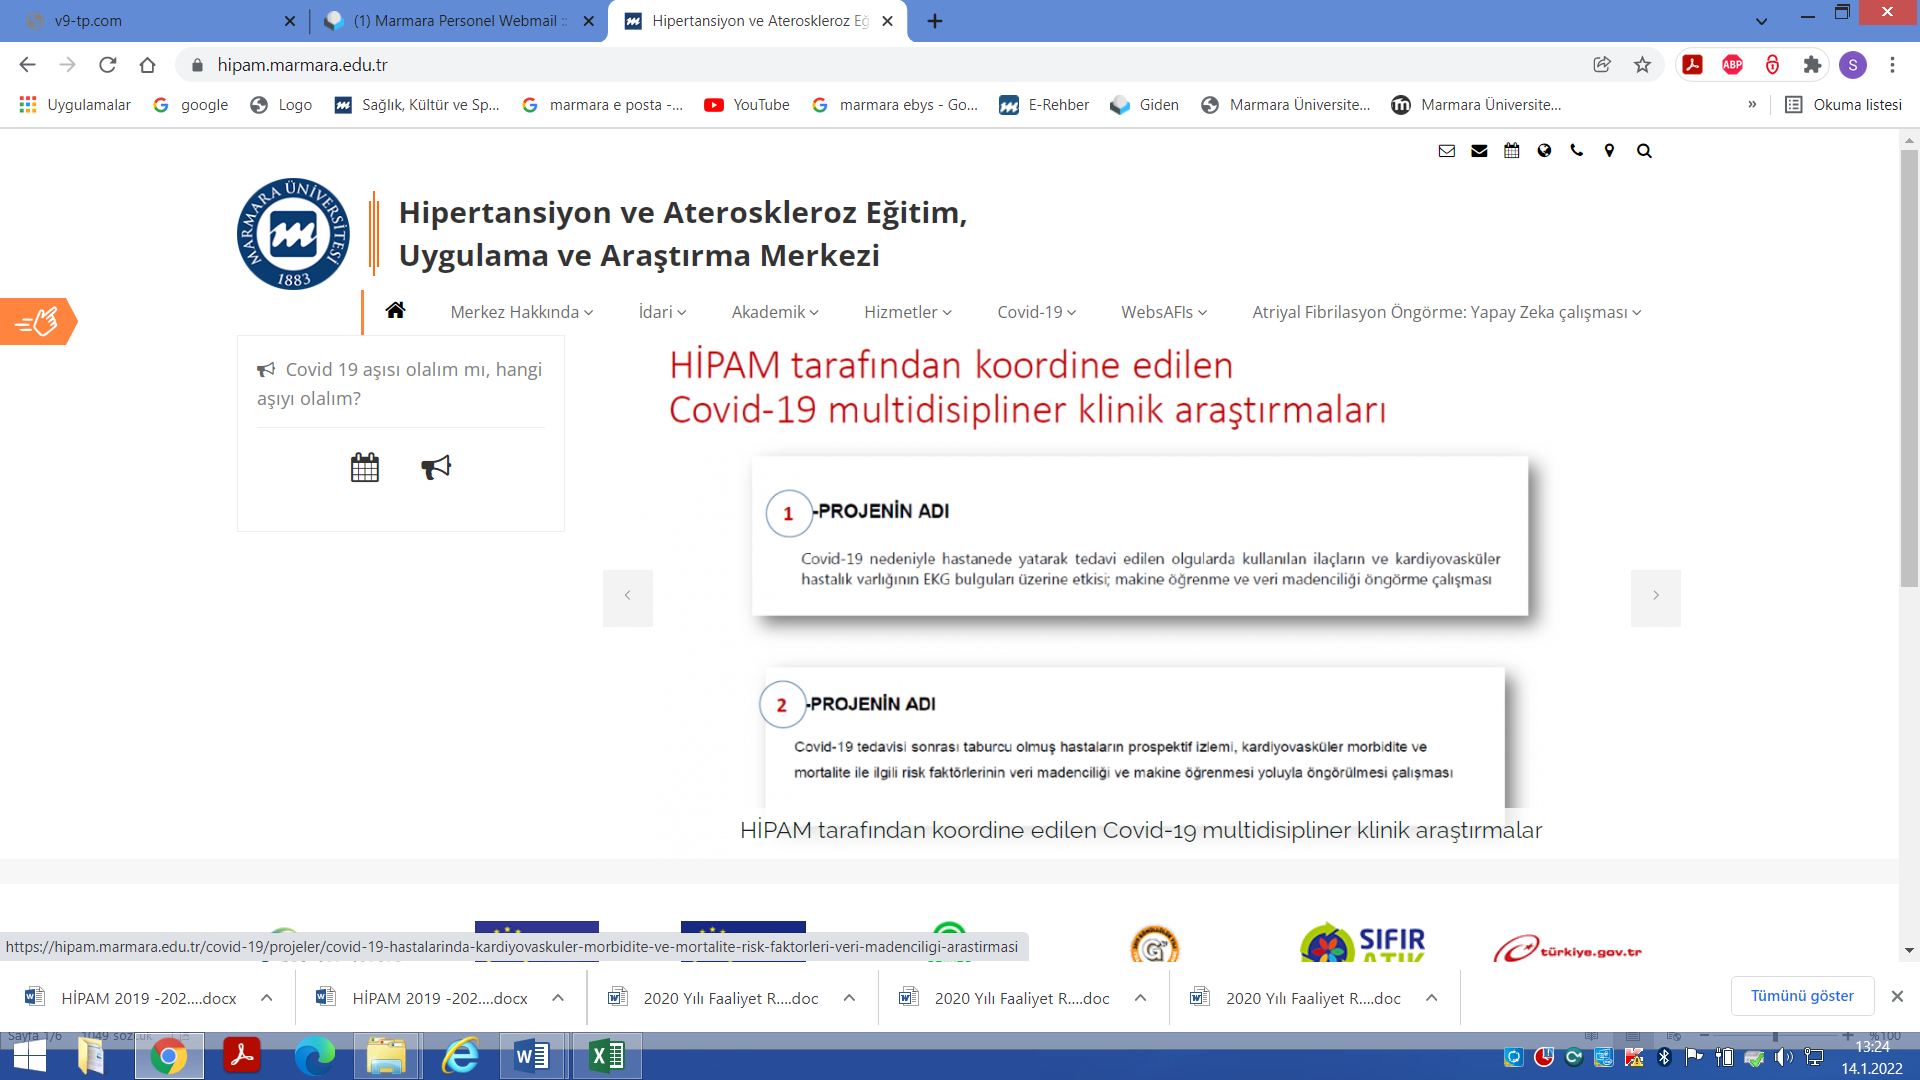 v9-tp.com
(1) Marmara Personel Webmail ::
Hipertansiyon ve Ateroskleroz Eğ
hipam.marmara.edu.tr
ABP
S
Uygulamalar
google
Logo
Sağlık, Kültür ve Sp...
marmara e posta -...
YouTube
marmara ebys - Go...
E-Rehber
Giden
Marmara Üniversite...
Marmara Üniversite...
»
Okuma listesi
MARMARA ÜNİVERSİTESİ
1883
Hipertansiyon ve Ateroskleroz Eğitim,
Uygulama ve Araştırma Merkezi
Merkez Hakkında
İdari
Akademik
Hizmetler
Covid-19
WebsAFIs
Atriyal Fibrilasyon Öngörme: Yapay Zeka çalışması
Covid 19 aşısı olalım mı, hangi
aşıyı olalım?
HİPAM tarafından koordine edilen
Covid-19 multidisipliner klinik araştırmaları
1 -PROJENİN ADI
Covid-19 nedeniyle hastanede yatarak tedavi edilen olgularda kullanılan ilaçların ve kardiyovasküler
hastalık varlığının EKG bulguları üzerine etkisi; makine öğrenme ve veri madenciliği öngörme çalışması
2 -PROJENİN ADI
Covid-19 tedavisi sonrası taburcu olmuş hastaların prospektif izlemi, kardiyovasküler morbidite ve
mortalite ile ilgili risk faktörlerinin veri madenciliği ve makine öğrenmesi yoluyla öngörülmesi çalışması
HİPAM tarafından koordine edilen Covid-19 multidisipliner klinik araştırmalar
SIFIR
ATIK
türkiye.gov.tr
https://hipam.marmara.edu.tr/covid-19/projeler/covid-19-hastalarinda-kardiyovaskuler-morbidite-ve-mortalite-risk-faktorleri-veri-madenciligi-arastirmasi
HİPAM 2019 -202....docx
HİPAM 2019 -202....docx
2020 Yılı Faaliyet R....doc
2020 Yılı Faaliyet R....doc
2020 Yılı Faaliyet R....doc
Tümünü göster
Sayfa 1/6
1049 sözcük
%100
13:24
14.1.2022